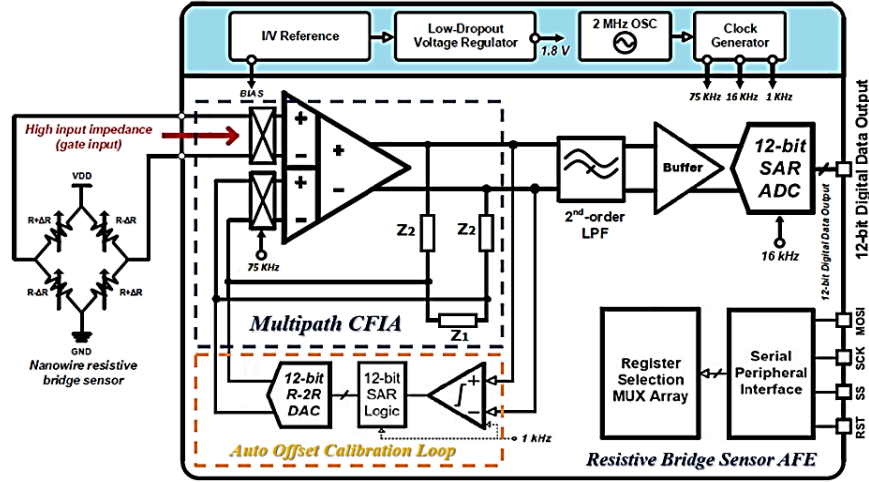 I/V Reference
Low-Dropout
Voltage Regulator
1.8 V
2 MHz OSC
Clock
Generator
BIAS
75 KHz
16 KHz
1 KHz
High input impedance
(gate input)
+
−
+
−
+
−
75 KHz
Z2
Z2
Z1
Multipath CFIA
VDD
R+ΔR
R-ΔR
R-ΔR
R+ΔR
GND
Nanowire resistive
bridge sensor
2nd-order
LPF
Buffer
12-bit
SAR
ADC
16 kHz
12-bit Digital Data Output
12-bit Digital Data Output
12-bit
R-2R
DAC
12-bit
SAR
Logic
+
−
1 kHz
Auto Offset Calibration Loop
Register
Selection
MUX Array
Serial
Peripheral
Interface
MOSI
SCK
SS
RST
Resistive Bridge Sensor AFE